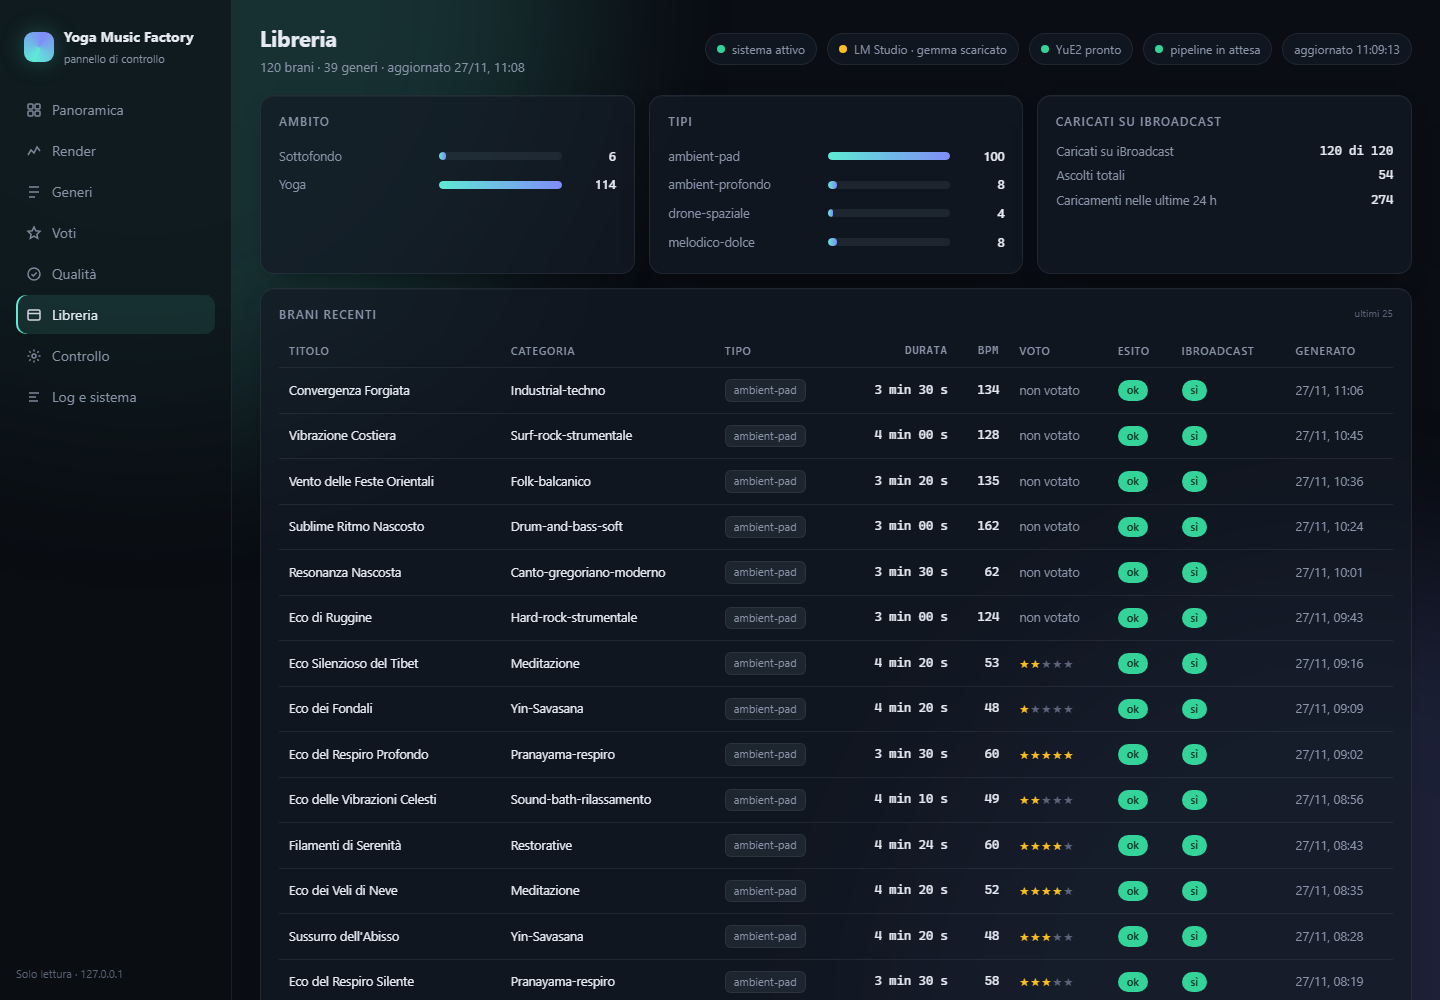 Yoga Music Factory
pannello di controllo
Panoramica
Render
Generi
Voti
Qualità
Libreria
Controllo
Log e sistema
Solo lettura · 127.0.0.1
Libreria
120 brani · 39 generi · aggiornato 27/11, 11:08
sistema attivo
LM Studio · gemma scaricato
YuE2 pronto
pipeline in attesa
aggiornato 11:09:13
AMBITO
Sottofondo 6
Yoga 114
TIPI
ambient-pad 100
ambient-profondo 8
drone-spaziale 4
melodico-dolce 8
CARICATI SU IBROADCAST
Caricati su iBroadcast 120 di 120
Ascolti totali 54
Caricamenti nelle ultime 24 h 274
BRANI RECENTI ultimi 25
TITOLO CATEGORIA TIPO DURATA BPM VOTO ESITO IBROADCAST GENERATO
Convergenza Forgiata Industrial-techno ambient-pad 3 min 30 s 134 non votato ok sì 27/11, 11:06
Vibrazione Costiera Surf-rock-strumentale ambient-pad 4 min 00 s 128 non votato ok sì 27/11, 10:45
Vento delle Feste Orientali Folk-balcanico ambient-pad 3 min 20 s 135 non votato ok sì 27/11, 10:36
Sublime Ritmo Nascosto Drum-and-bass-soft ambient-pad 3 min 00 s 162 non votato ok sì 27/11, 10:24
Resonanza Nascosta Canto-gregoriano-moderno ambient-pad 3 min 30 s 62 non votato ok sì 27/11, 10:01
Eco di Ruggine Hard-rock-strumentale ambient-pad 3 min 00 s 124 non votato ok sì 27/11, 09:43
Eco Silenzioso del Tibet Meditazione ambient-pad 4 min 20 s 53 ★★★★★ ok sì 27/11, 09:16
Eco dei Fondali Yin-Savasana ambient-pad 4 min 20 s 48 ★★★★★ ok sì 27/11, 09:09
Eco del Respiro Profondo Pranayama-respiro ambient-pad 3 min 30 s 60 ★★★★★ ok sì 27/11, 09:02
Eco delle Vibrazioni Celesti Sound-bath-rilassamento ambient-pad 4 min 10 s 49 ★★★★★ ok sì 27/11, 08:56
Filamenti di Serenità Restorative ambient-pad 4 min 24 s 60 ★★★★★ ok sì 27/11, 08:43
Eco dei Veli di Neve Meditazione ambient-pad 4 min 20 s 52 ★★★★★ ok sì 27/11, 08:35
Sussurro dell'Abisso Yin-Savasana ambient-pad 4 min 20 s 48 ★★★★★ ok sì 27/11, 08:28
Eco del Respiro Silente Pranayama-respiro ambient-pad 3 min 30 s 58 ★★★★★ ok sì 27/11, 08:19